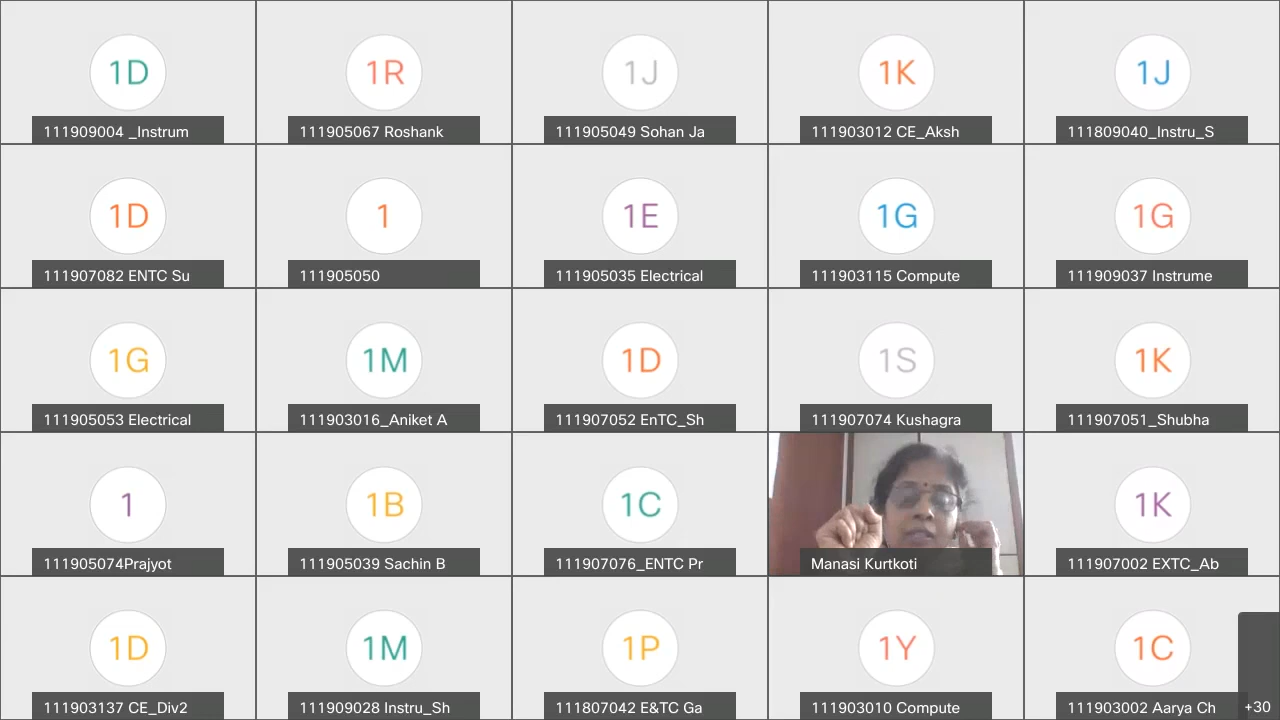 1D
1R
1J
1K
1J
111909004 _Instrum
111905067 Roshank
111905049 Sohan Ja
111903012 CE_Aksh
111809040_Instru_S
1D
1
1E
1G
1G
111907082 ENTC Su
111905050
111905035 Electrical
111903115 Compute
111909037 Instrume
1G
1M
1D
1S
1K
111905053 Electrical
111903016_Aniket A
111907052 EnTC_Sh
111907074 Kushagra
111907051_Shubha
1
1B
1C
1K
111905074Prajyot
111905039 Sachin B
111907076_ENTC Pr
Manasi Kurtkoti
111907002 EXTC_Ab
1D
1M
1P
1Y
1C
111903137 CE_Div2
111909028 Instru_Sh
111807042 E&TC Ga
111903010 Compute
111903002 Aarya Ch
+30